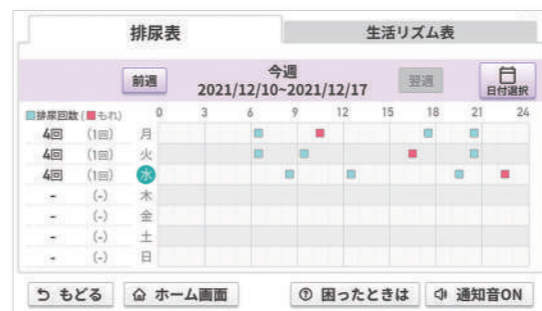 排尿表 生活リズム表
前週 今週 翌週 日付選択
2021/12/10~2021/12/17
排尿回数(もれ) 0 3 6 9 12 15 18 21 24
4回 (1回) 月
4回 (1回) 火
4回 (1回) 水
- (-) 木
- (-) 金
- (-) 土
- (-) 日
もどる ホーム画面 困ったときは 通知音ON